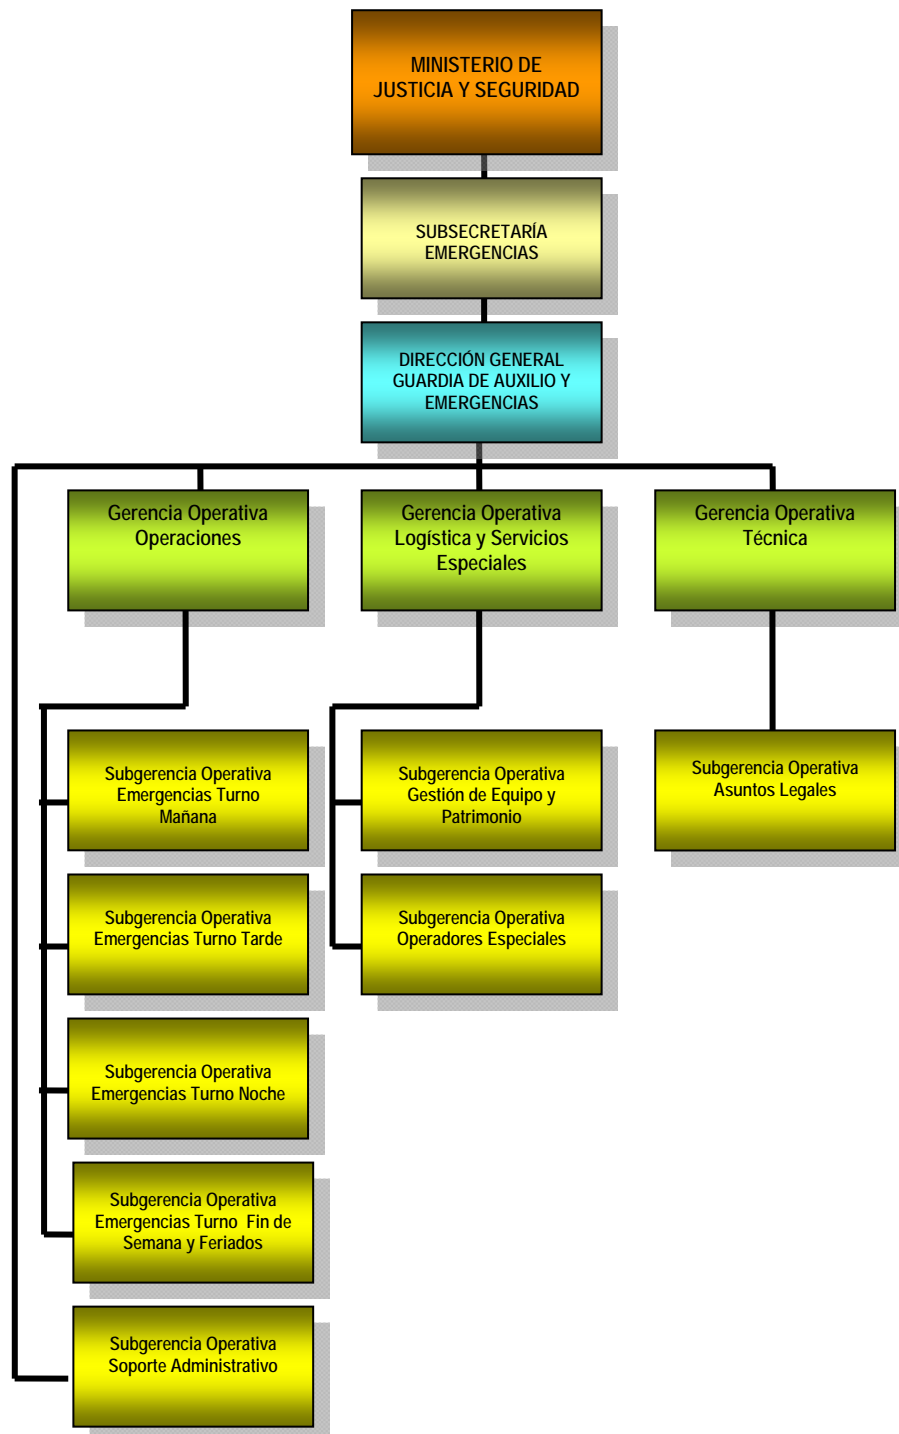 MINISTERIO DE
JUSTICIA Y SEGURIDAD
SUBSECRETARÍA
EMERGENCIAS
DIRECCIÓN GENERAL
GUARDIA DE AUXILIO Y
EMERGENCIAS
Gerencia Operativa
Operaciones
Gerencia Operativa
Logística y Servicios
Especiales
Gerencia Operativa
Técnica
Subgerencia Operativa
Emergencias Turno
Mañana
Subgerencia Operativa
Gestión de Equipo y
Patrimonio
Subgerencia Operativa
Asuntos Legales
Subgerencia Operativa
Emergencias Turno Tarde
Subgerencia Operativa
Operadores Especiales
Subgerencia Operativa
Emergencias Turno Noche
Subgerencia Operativa
Emergencias Turno  Fin de
Semana y Feriados
Subgerencia Operativa
Soporte Administrativo